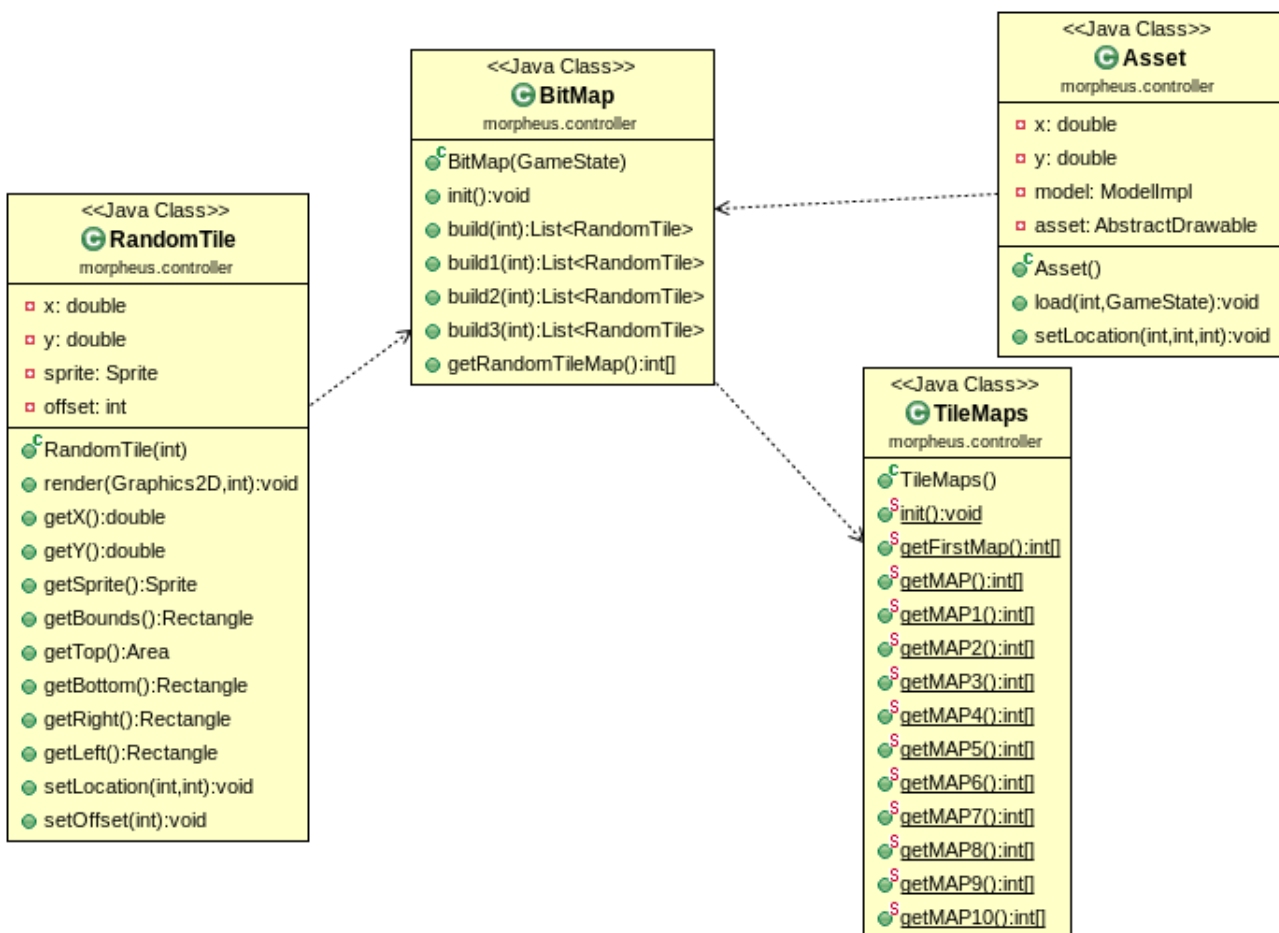 <<Java Class>>
RandomTile
morpheus.controller
x: double
y: double
sprite: Sprite
offset: int
RandomTile(int)
render(Graphics2D,int):void
getX():double
getY():double
getSprite():Sprite
getBounds():Rectangle
getTop():Area
getBottom():Rectangle
getRight():Rectangle
getLeft():Rectangle
setLocation(int,int):void
setOffset(int):void
<<Java Class>>
BitMap
morpheus.controller
BitMap(GameState)
init():void
build(int):List<RandomTile>
build1(int):List<RandomTile>
build2(int):List<RandomTile>
build3(int):List<RandomTile>
getRandomTileMap():int[]
<<Java Class>>
Asset
morpheus.controller
x: double
y: double
model: ModelImpl
asset: AbstractDrawable
Asset()
load(int,GameState):void
setLocation(int,int,int):void
<<Java Class>>
TileMaps
morpheus.controller
TileMaps()
init():void
getFirstMap():int[]
getMAP():int[]
getMAP1():int[]
getMAP2():int[]
getMAP3():int[]
getMAP4():int[]
getMAP5():int[]
getMAP6():int[]
getMAP7():int[]
getMAP8():int[]
getMAP9():int[]
getMAP10():int[]